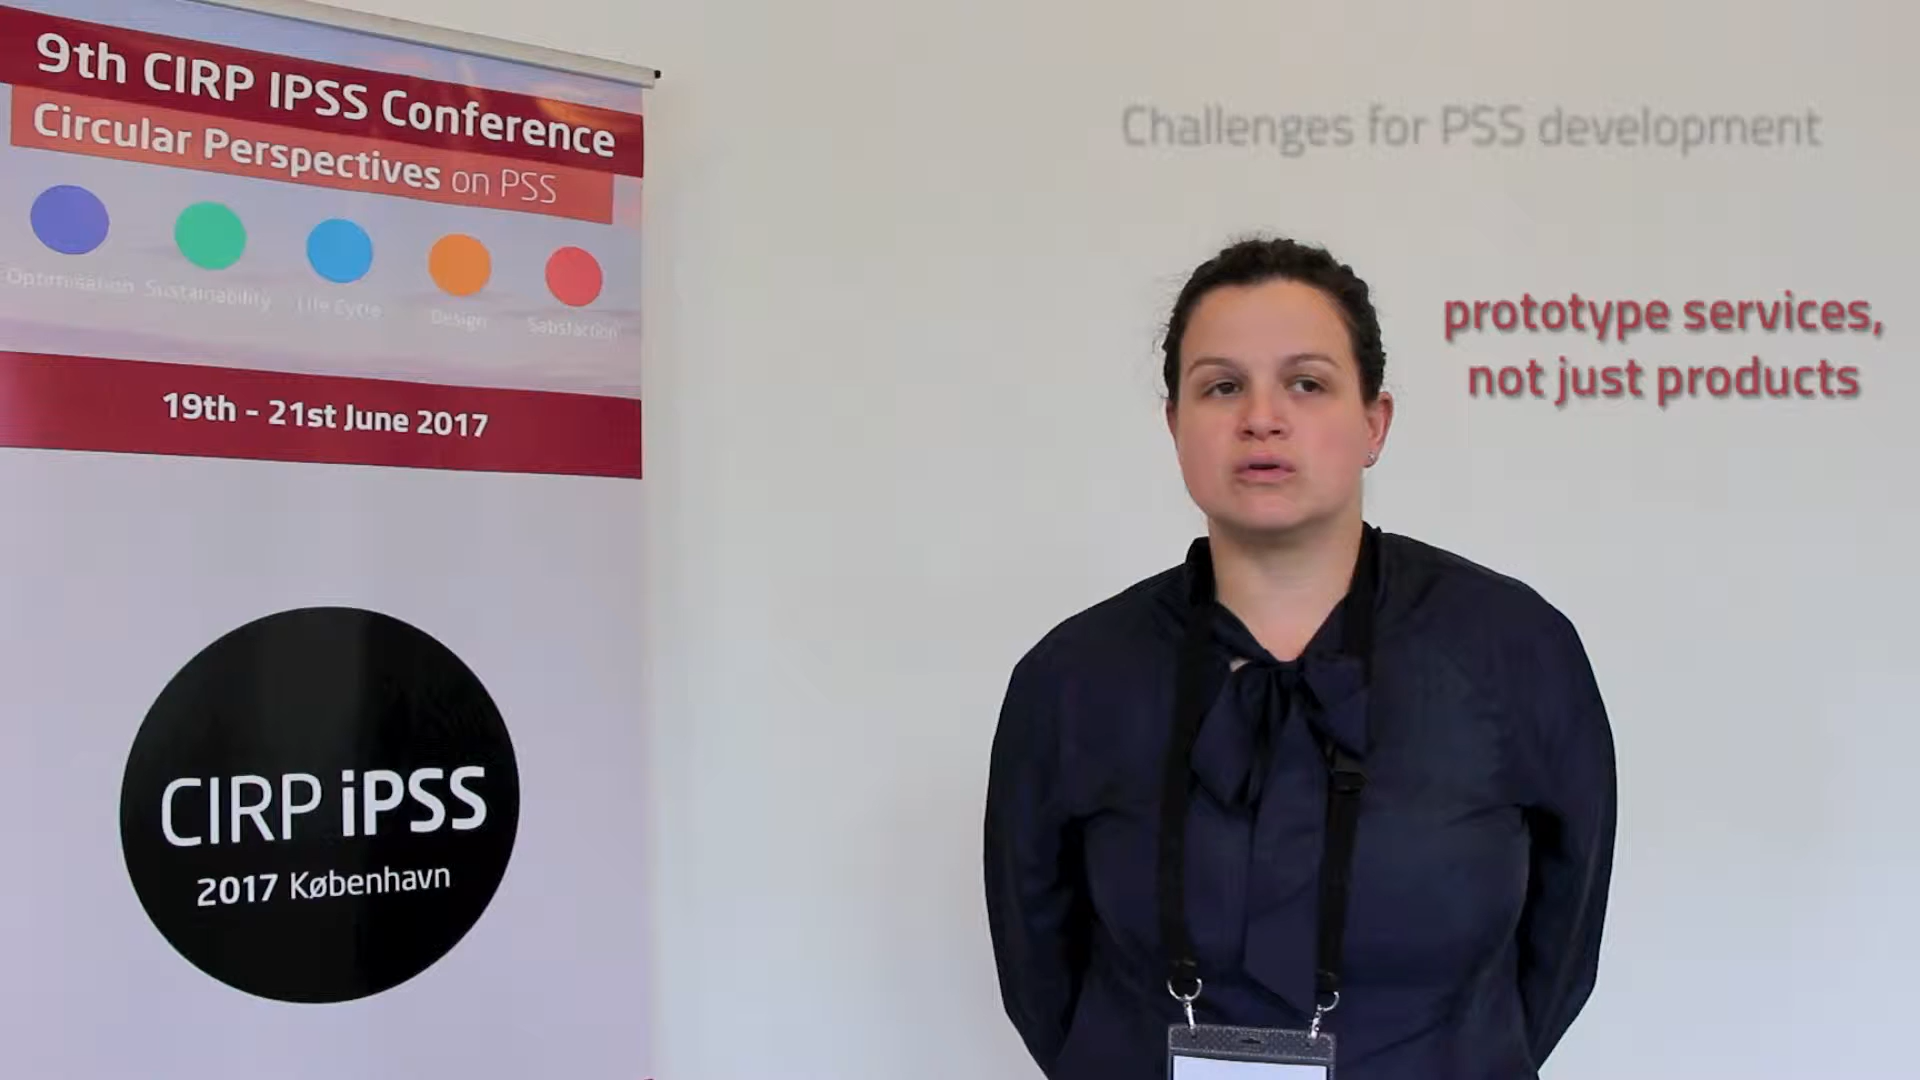 9th CIRP IPSS Conference
Circular Perspectives on PSS
Optimisation Sustainability Life Cycle Design Satisfaction
19th - 21st June 2017
CIRP iPSS
2017 København
Challenges for PSS development
prototype services,
not just products